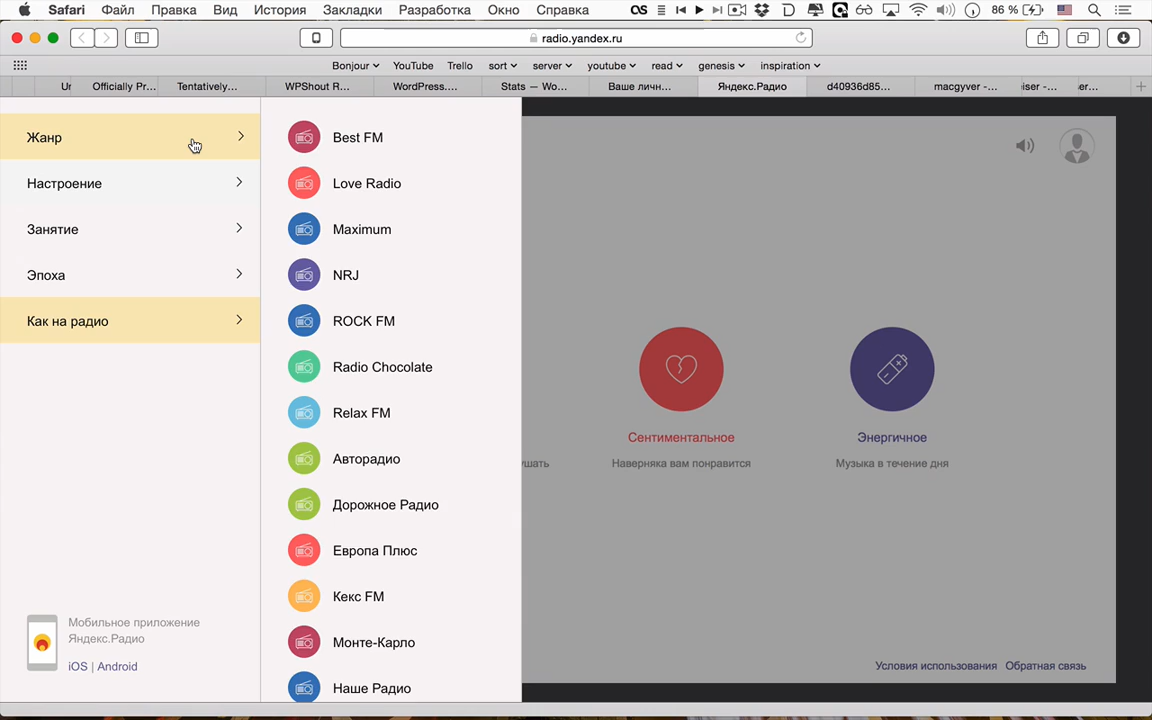 Safari Файл Правка Вид История Закладки Разработка Окно Справка 86 %
radio.yandex.ru
Bonjour YouTube Trello sort server youtube read genesis inspiration
Ur Officially Pr... Tentatively... WPShout R... WordPress.... Stats — Wo... Ваше личн... Яндекс.Радио d40936d85... macgyver -... iser -... er...
Жанр
Настроение
Занятие
Эпоха
Как на радио
Мобильное приложение
Яндекс.Радио
iOS | Android
Best FM
Love Radio
Maximum
NRJ
ROCK FM
Radio Chocolate
Relax FM
Авторадио
Дорожное Радио
Европа Плюс
Кекс FM
Монте-Карло
Наше Радио
Сентиментальное
Наверняка вам понравится
Энергичное
Музыка в течение дня
ушать
Условия использования Обратная связь